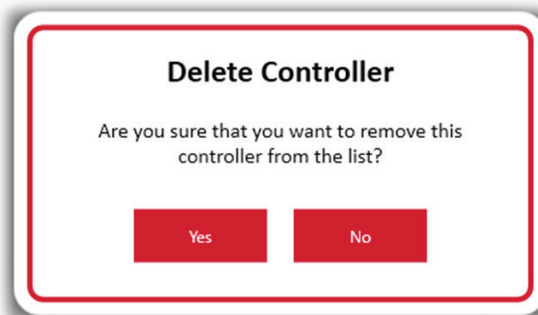 Delete Controller
Are you sure that you want to remove this
controller from the list?
Yes
No